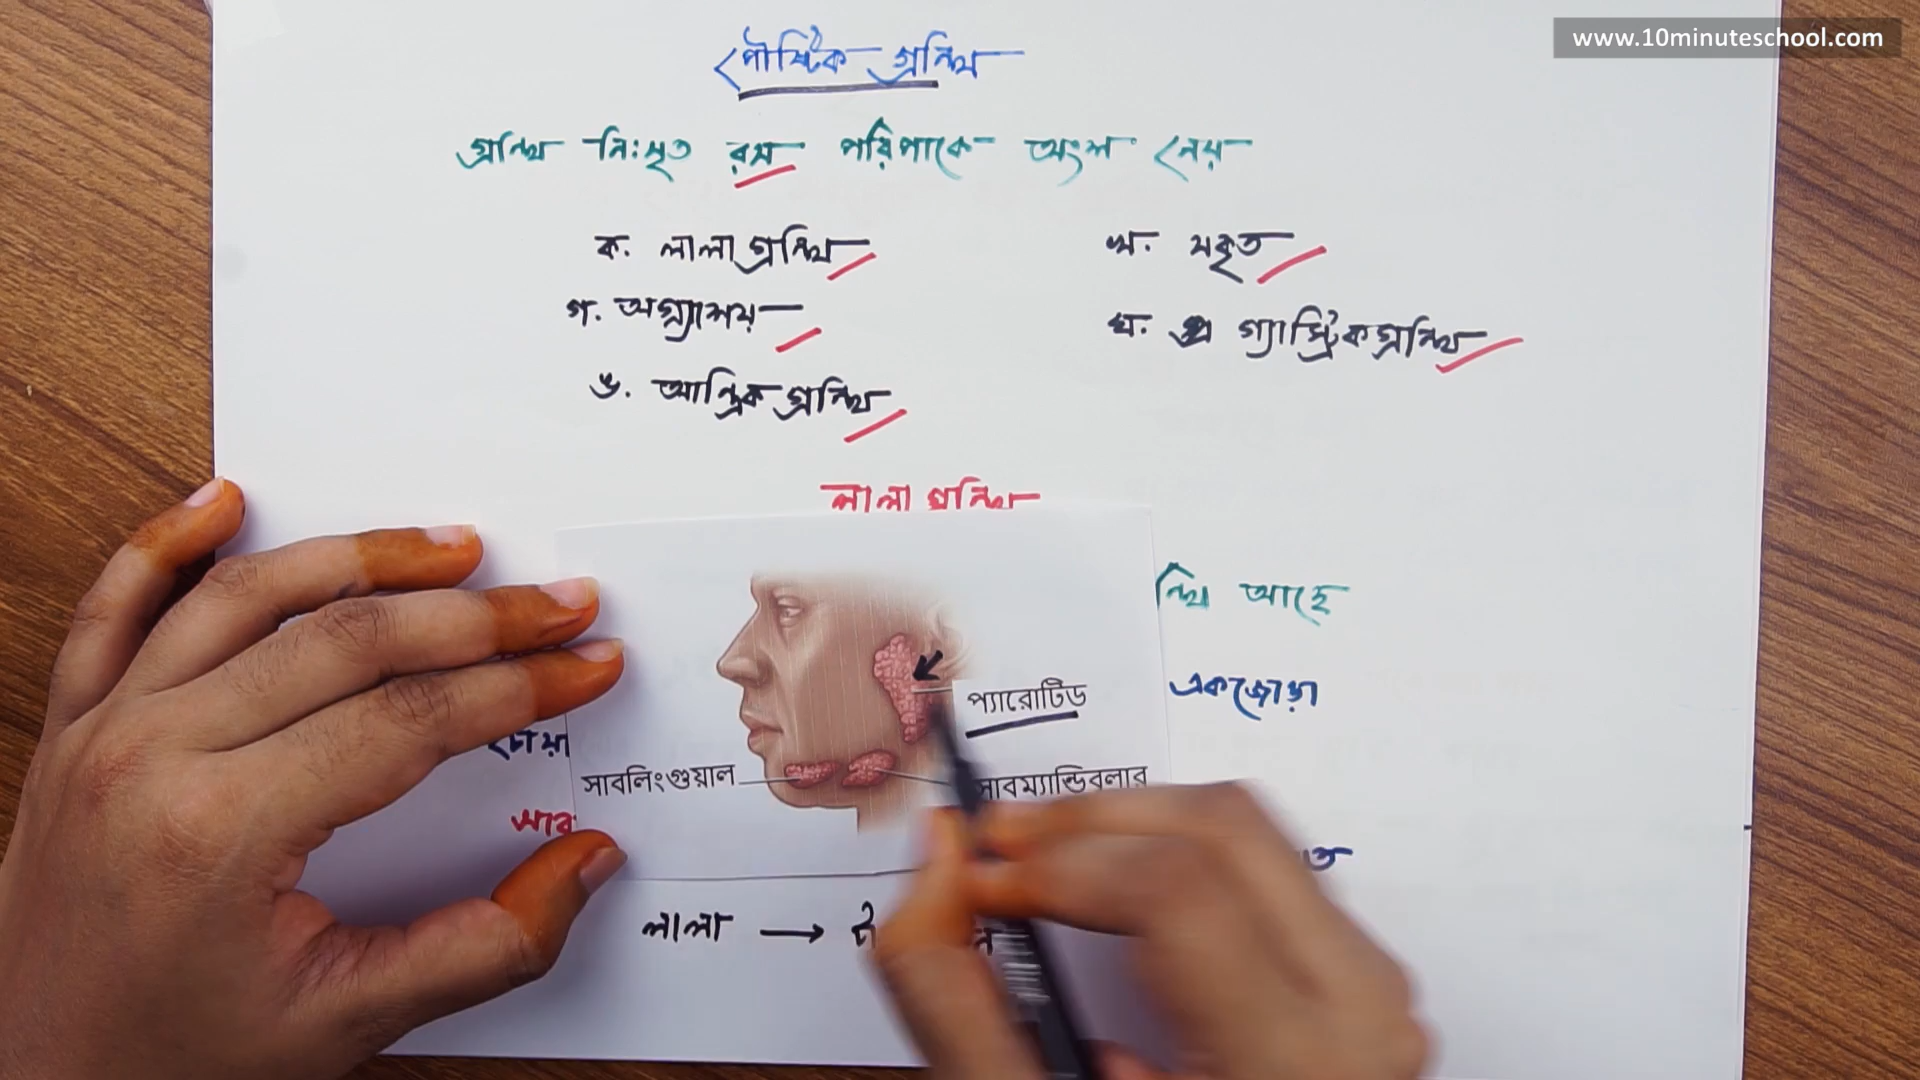 www.10minuteschool.com
পৌষ্টিক গ্রন্থি
গ্রন্থি নিঃসৃত রস পরিপাকে অংশ নেয়
ক. লালাগ্রন্থি
খ. যকৃত
গ. অগ্ন্যাশয়
ঘ. গ্যাস্ট্রিকগ্রন্থি
ঙ. আন্ত্রিকগ্রন্থি
লালা গ্রন্থি
ন্থি আছে
প্যারোটিড
একজোড়া
চোয়া
সাবলিংগুয়াল
সাবম্যান্ডিবুলার
সাব
লালা →